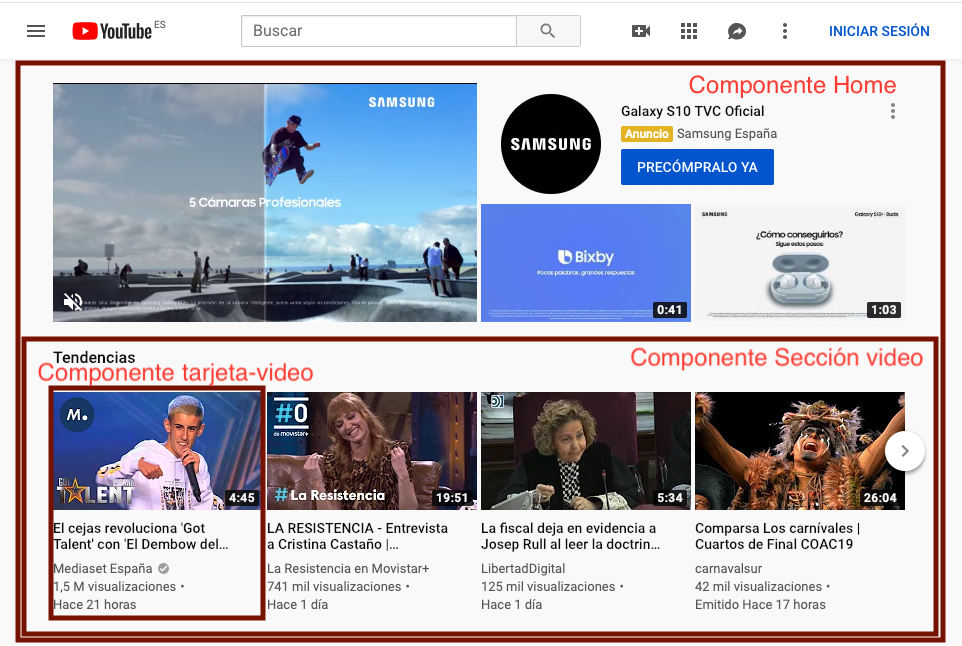 YouTube ES
Buscar
INICIAR SESIÓN
Componente Home
SAMSUNG
5 Cámaras Profesionales
SAMSUNG
Galaxy S10 TVC Oficial
Anuncio Samsung España
PRECÓMPRALO YA
Bixby
Pocos palabras, grandes respuestas
0:41
SAMSUNG
Galaxy S10+ | Buds
¿Cómo conseguirlos?
Sigue estos pasos:
1:03
Tendencias
Componente Sección video
Componente tarjeta-video
M.
GOT TALENT
ESPAÑA
4:45
#0
de movistar+
#La Resistencia
19:51
5:34
26:04
El cejas revoluciona 'Got
Talent' con 'El Dembow del...
Mediaset España
1,5 M visualizaciones •
Hace 21 horas
LA RESISTENCIA - Entrevista
a Cristina Castaño |...
La Resistencia en Movistar+
741 mil visualizaciones •
Hace 1 día
La fiscal deja en evidencia a
Josep Rull al leer la doctrin...
LibertadDigital
125 mil visualizaciones •
Hace 1 día
Comparsa Los carnívales |
Cuartos de Final COAC19
carnavalsur
42 mil visualizaciones •
Emitido Hace 17 horas